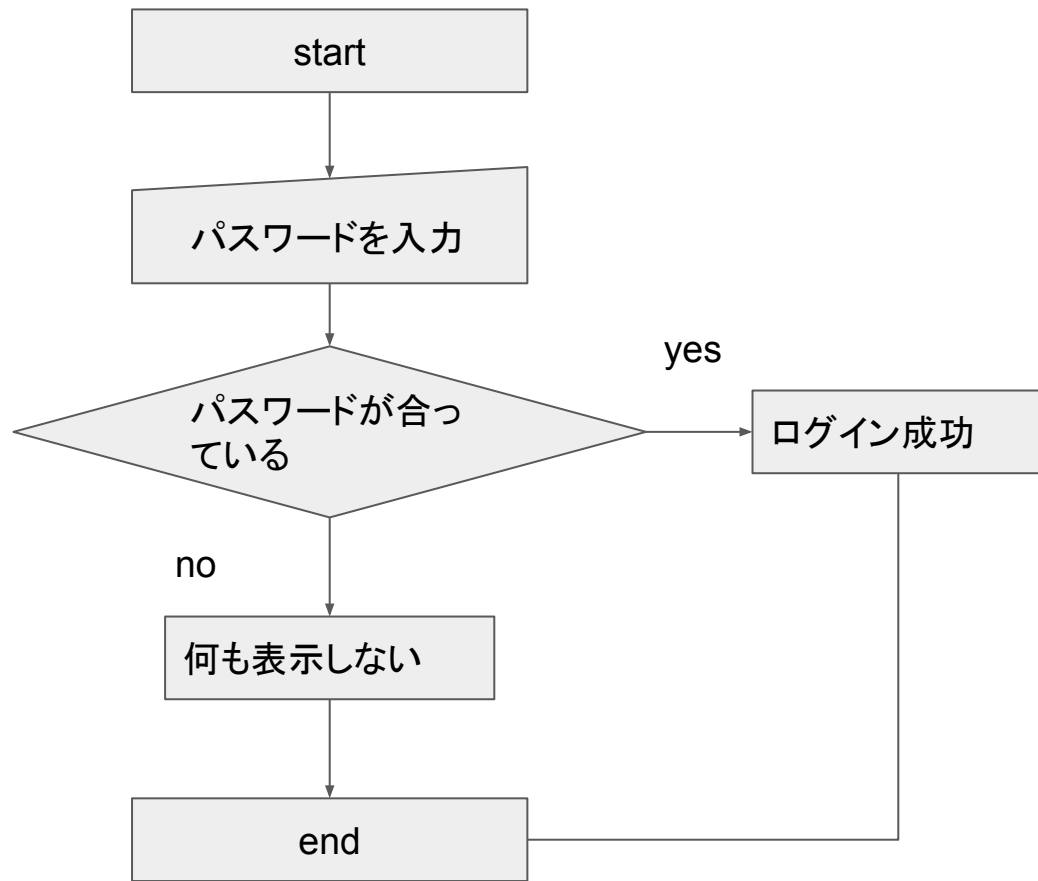 start
パスワードを入力
yes
パスワードが合っ
ている
ログイン成功
no
何も表示しない
end